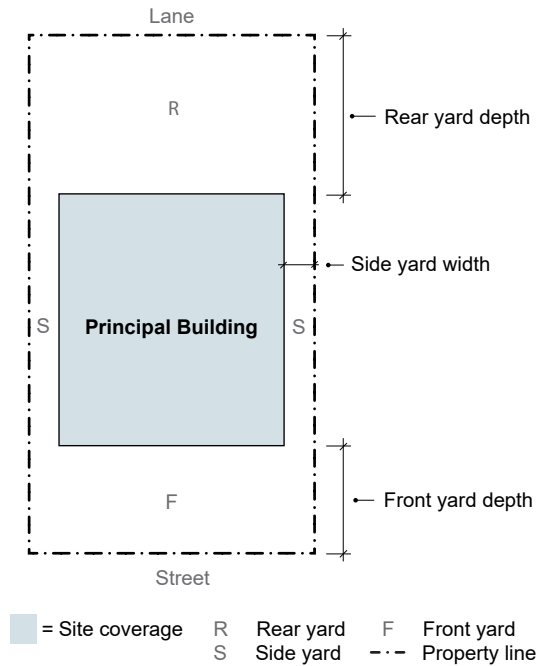 Lane
R
Rear yard depth
Side yard width
S
Principal Building
S
F
Front yard depth
Street
= Site coverage R Rear yard F Front yard
S Side yard Property line